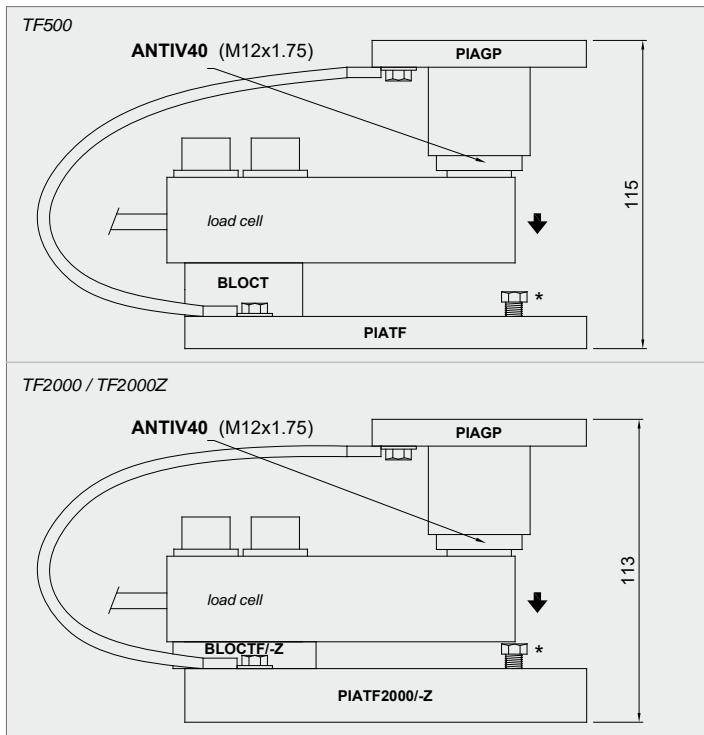 TF500
ANTIV40 (M12x1.75)
PIAGP
115
load cell
BLOCT
*
PIATF
TF2000 / TF2000Z
ANTIV40 (M12x1.75)
PIAGP
113
load cell
BLOCTF/-Z
*
PIATF2000/-Z